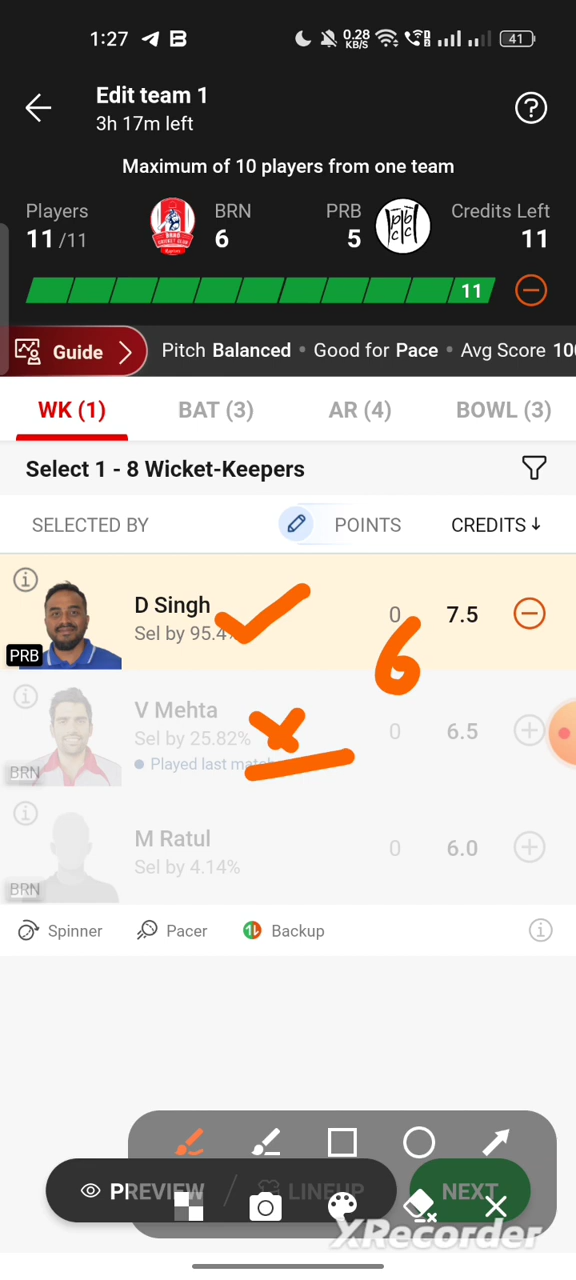 1:27 0.28 KB/S 41
Edit team 1
3h 17m left
Maximum of 10 players from one team
Players BRN PRB Credits Left
11 /11 6 5 11
11
Guide Pitch Balanced • Good for Pace • Avg Score 100
WK (1) BAT (3) AR (4) BOWL (3)
Select 1 - 8 Wicket-Keepers
SELECTED BY POINTS CREDITS ↓
D Singh 0 7.5
Sel by 95.4
PRB
6
V Mehta
Sel by 25.82% 0 6.5
Played last match
BRN
M Ratul
Sel by 4.14% 0 6.0
BRN
Spinner Pacer Backup
PREVIEW / LINEUP NEXT
XRecorder